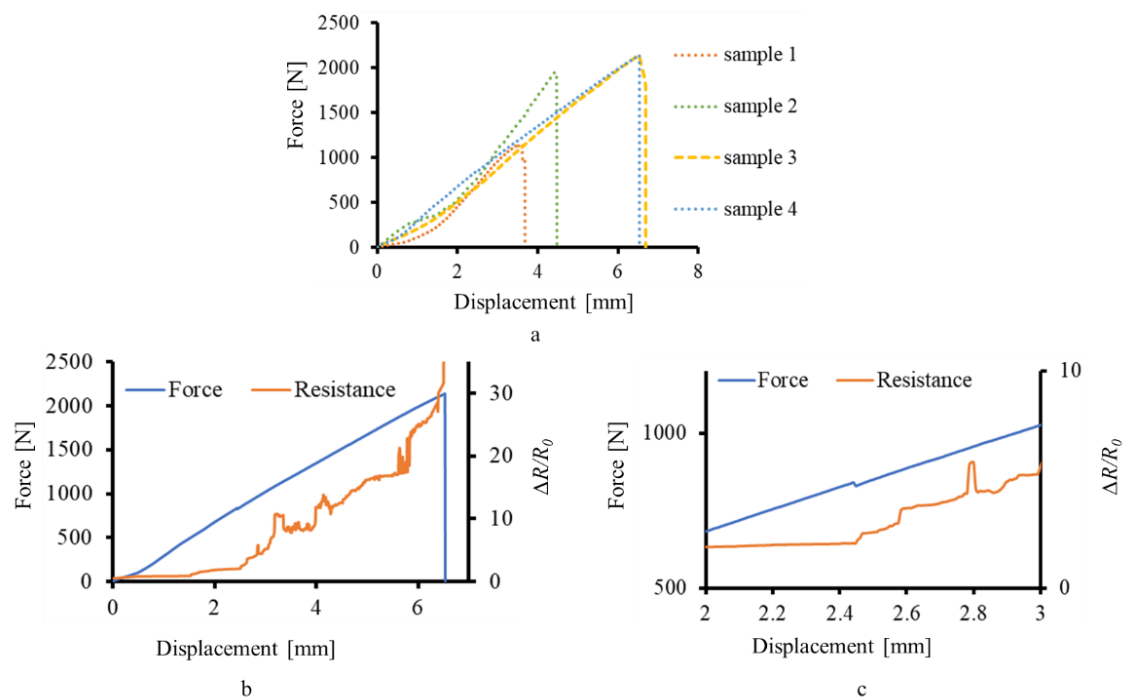 2500
2000
1500
1000
500
0
Force [N]
0 2 4 6 8
Displacement [mm]
sample 1
sample 2
sample 3
sample 4
a
2500
2000
1500
1000
500
0
Force [N]
Force Resistance
30
20
10
0
ΔR/R0
0 2 4 6
Displacement [mm]
b
1000
500
Force [N]
Force Resistance
10
0
ΔR/R0
2 2.2 2.4 2.6 2.8 3
Displacement [mm]
c